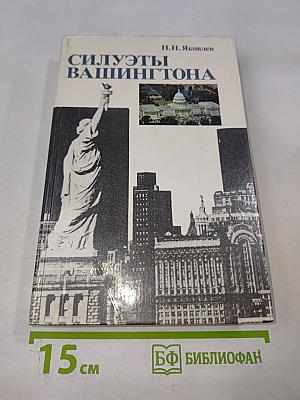 Н.Н. Яковлев
СИЛУЭТЫ
ВАШИНГТОНА
15 см
БФ БИБЛИОФАН